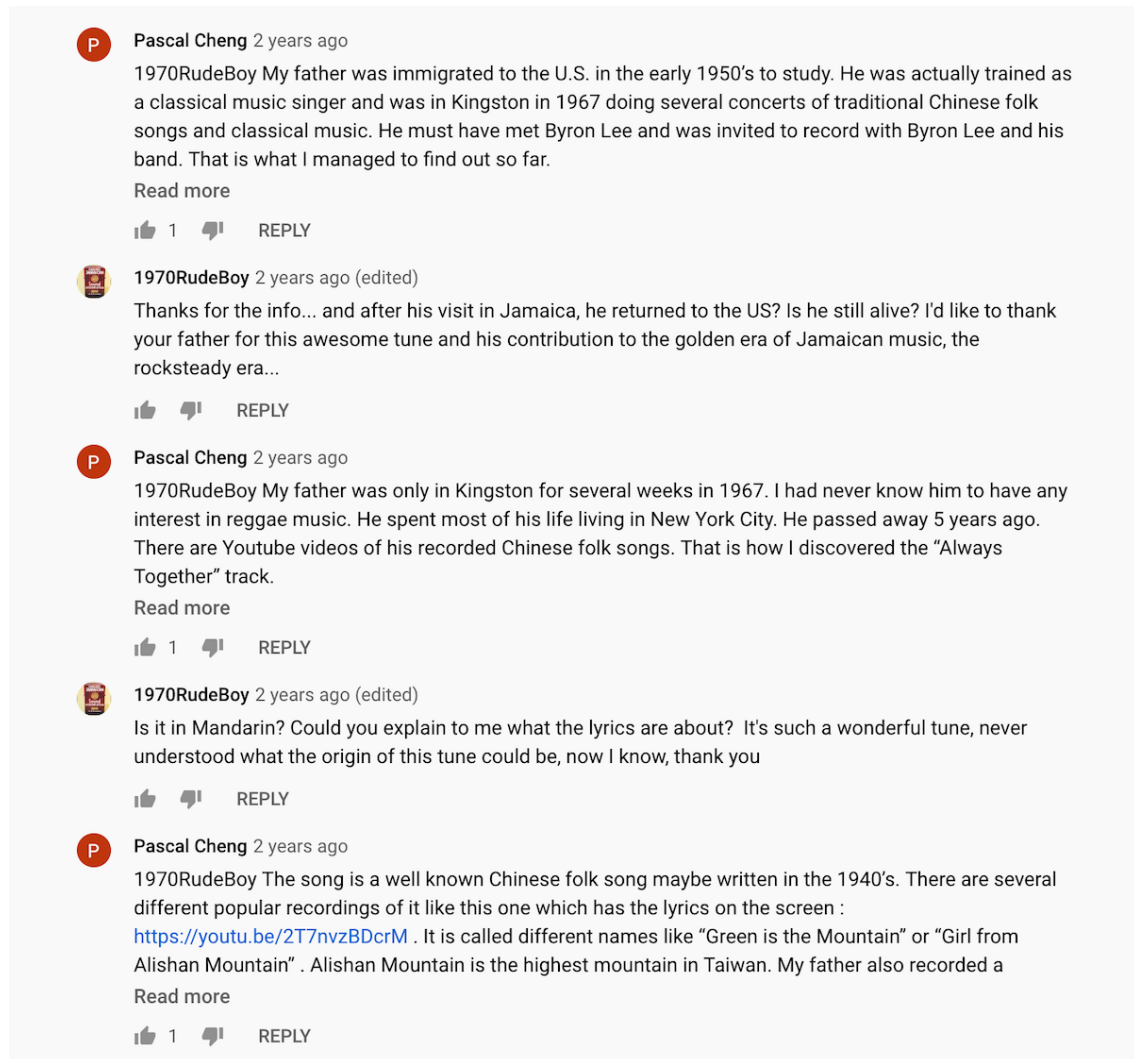 P
Pascal Cheng 2 years ago
1970RudeBoy My father was immigrated to the U.S. in the early 1950's to study. He was actually trained as
a classical music singer and was in Kingston in 1967 doing several concerts of traditional Chinese folk
songs and classical music. He must have met Byron Lee and was invited to record with Byron Lee and his
band. That is what I managed to find out so far.
Read more
1 REPLY
1970RudeBoy 2 years ago (edited)
Thanks for the info... and after his visit in Jamaica, he returned to the US? Is he still alive? I'd like to thank
your father for this awesome tune and his contribution to the golden era of Jamaican music, the
rocksteady era...
REPLY
P
Pascal Cheng 2 years ago
1970RudeBoy My father was only in Kingston for several weeks in 1967. I had never know him to have any
interest in reggae music. He spent most of his life living in New York City. He passed away 5 years ago.
There are Youtube videos of his recorded Chinese folk songs. That is how I discovered the “Always
Together” track.
Read more
1 REPLY
1970RudeBoy 2 years ago (edited)
Is it in Mandarin? Could you explain to me what the lyrics are about?  It's such a wonderful tune, never
understood what the origin of this tune could be, now I know, thank you
REPLY
P
Pascal Cheng 2 years ago
1970RudeBoy The song is a well known Chinese folk song maybe written in the 1940's. There are several
different popular recordings of it like this one which has the lyrics on the screen :
https://youtu.be/2T7nvzBDcrM . It is called different names like “Green is the Mountain” or “Girl from
Alishan Mountain” . Alishan Mountain is the highest mountain in Taiwan. My father also recorded a
Read more
1 REPLY